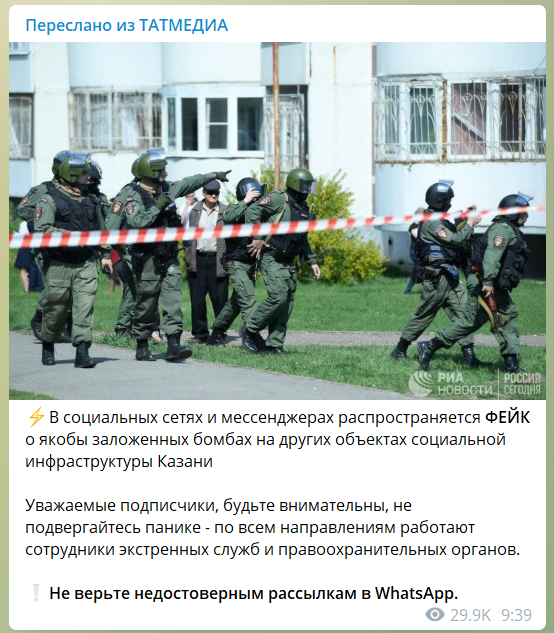 Переслано из ТАТМЕДИА
РИА
НОВОСТИ
РОССИЯ
СЕГОДНЯ
⚡В социальных сетях и мессенджерах распространяется ФЕЙК
о якобы заложенных бомбах на других объектах социальной
инфраструктуры Казани
Уважаемые подписчики, будьте внимательны, не
подвергайтесь панике - по всем направлениям работают
сотрудники экстренных служб и правоохранительных органов.
❕ Не верьте недостоверным рассылкам в WhatsApp.
29.9K 9:39